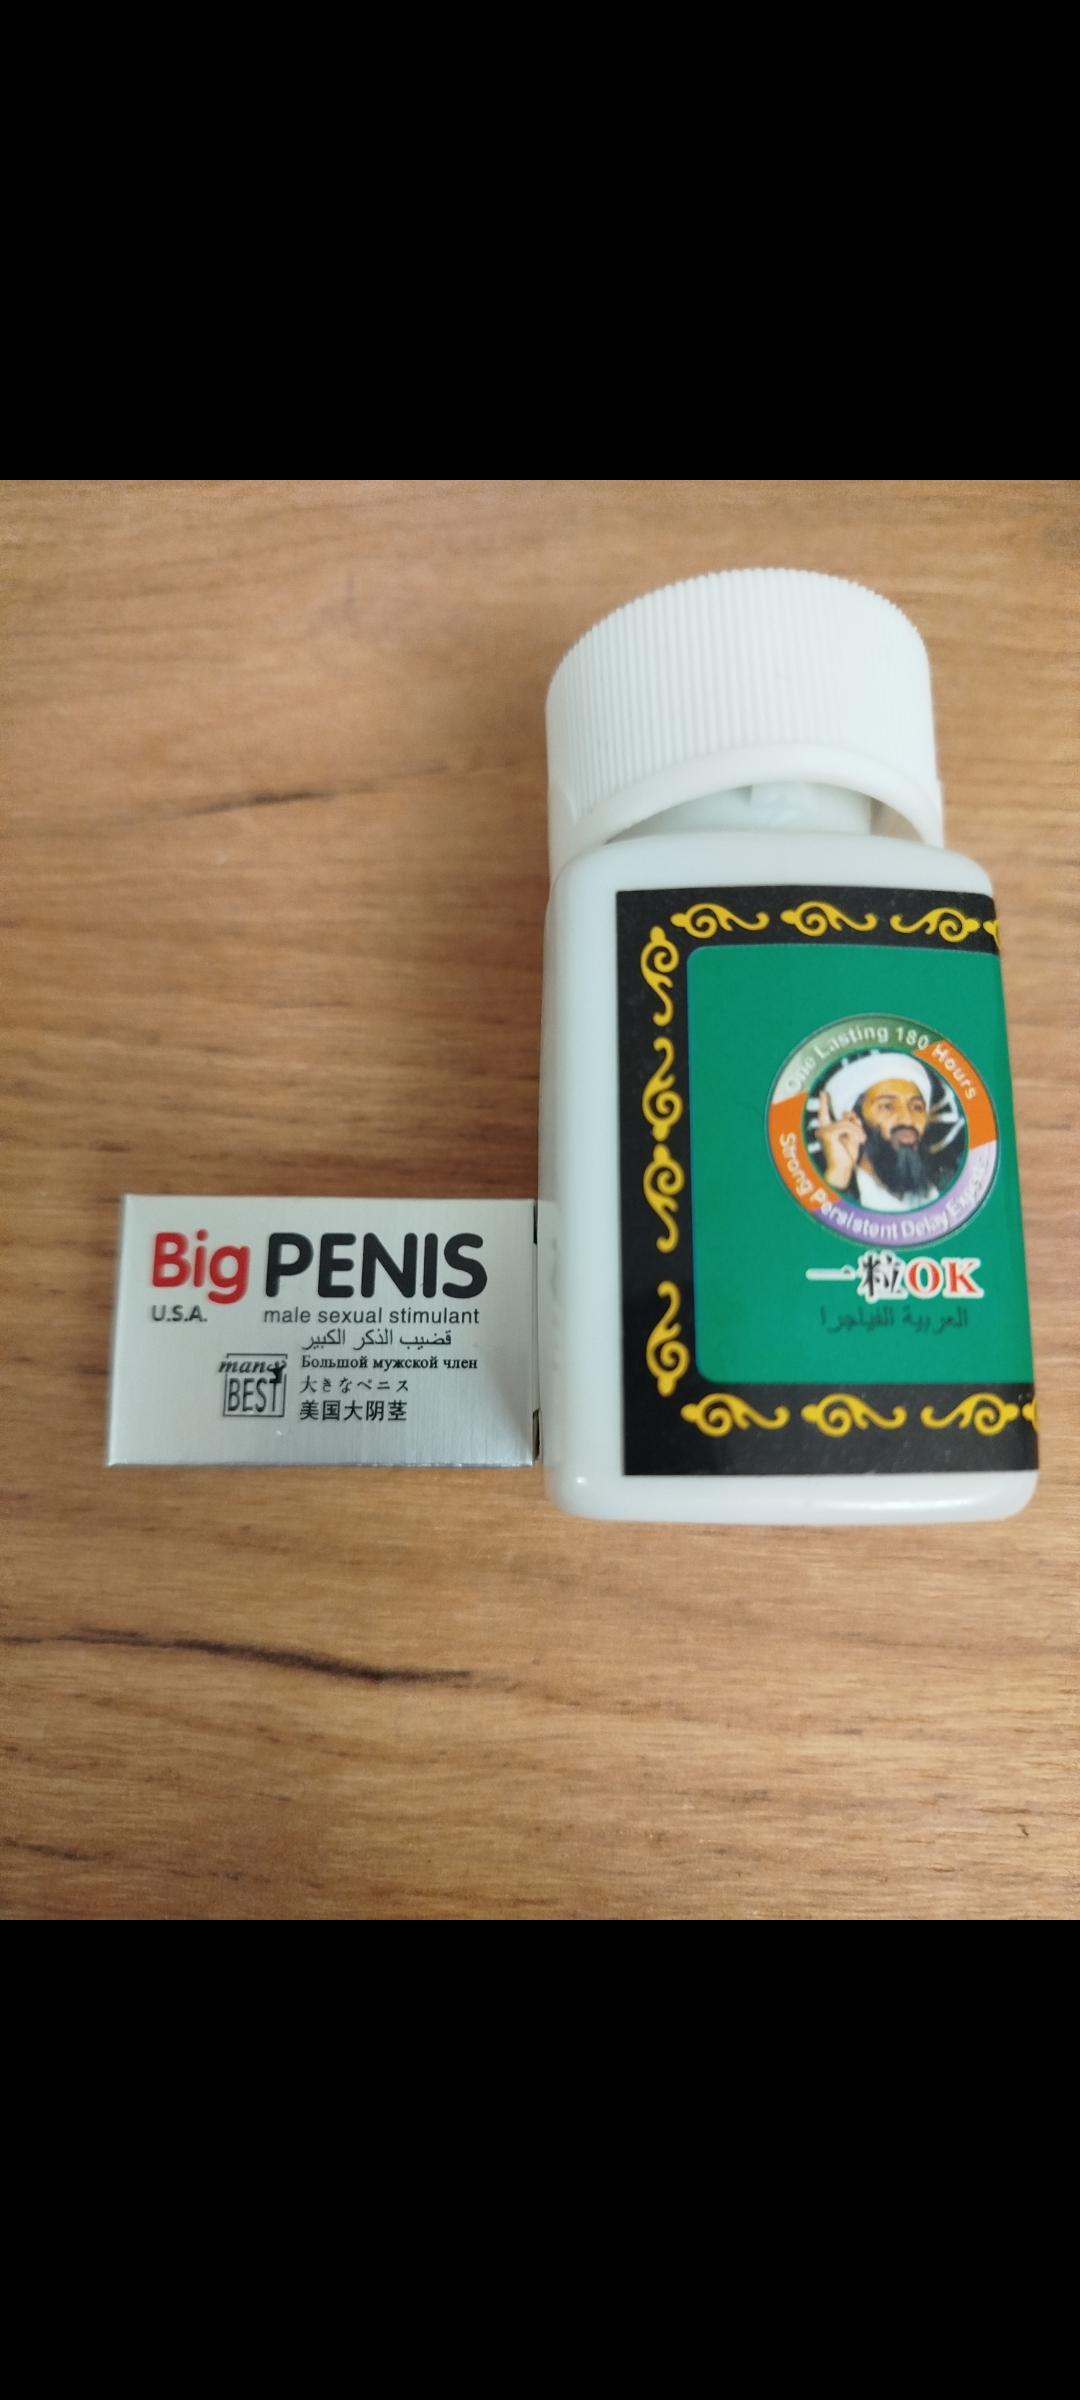 Big PENIS
U.S.A. male sexual stimulant
قضيب الذكر الكبير
Большой мужской член
大きなペニス
美国大阴茎
man's
BEST
One Lasting 180 Hours
Strong Persistent Delay
一粒OK
العربية الفياجرا